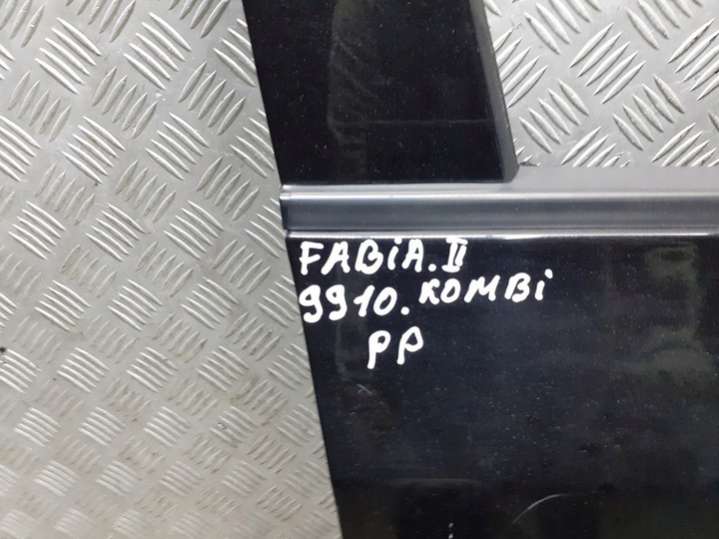 FABiA. II
9910. KOMBi
PP